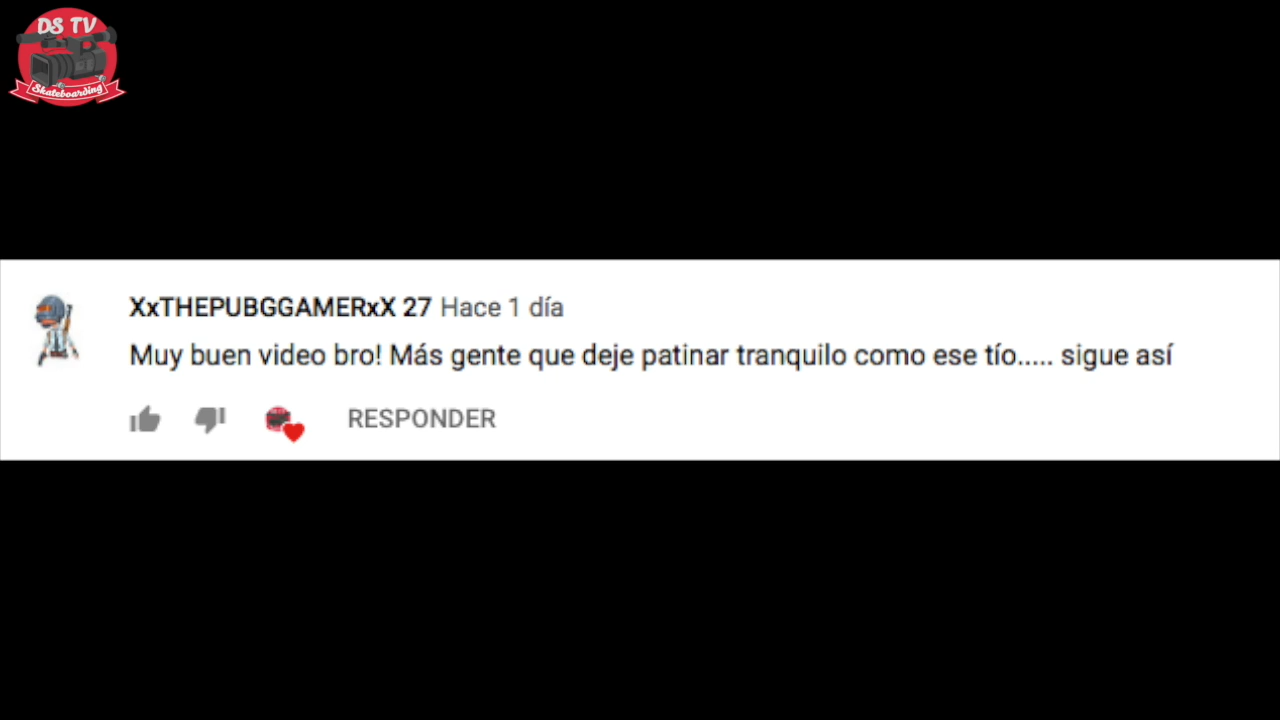 DS TV
Skateboarding
XxTHEPUBGGAMERxX 27 Hace 1 día
Muy buen video bro! Más gente que deje patinar tranquilo como ese tío..... sigue así
RESPONDER